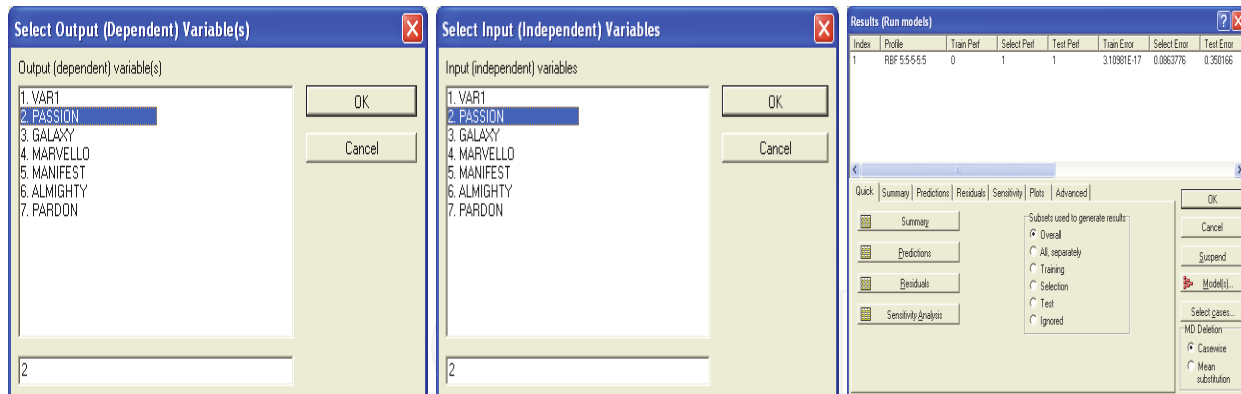 Select Output (Dependent) Variable(s)
Output (dependent) variable(s)
1. VAR1
2. PASSION
3. GALAXY
4. MARVELLO
5. MANIFEST
6. ALMIGHTY
7. PARDON
OK
Cancel
2
Select Input (Independent) Variables
Input (independent) variables
1. VAR1
2. PASSION
3. GALAXY
4. MARVELLO
5. MANIFEST
6. ALMIGHTY
7. PARDON
OK
Cancel
2
Results (Run models)
Index Profile Train Perf Select Perf Test Perf Train Error Select Error Test Error
1 RBF 5:5-5-5:5 0 1 1 3.10981E-17 0.0863776 0.350166
Quick Summary Predictions Residuals Sensitivity Plots Advanced
Summary
Predictions
Residuals
Sensitivity Analysis
Subsets used to generate results
Overall
All, separately
Training
Selection
Test
Ignored
OK
Cancel
Suspend
Model(s)...
Select cases...
MD Deletion
Casewise
Mean
substitution